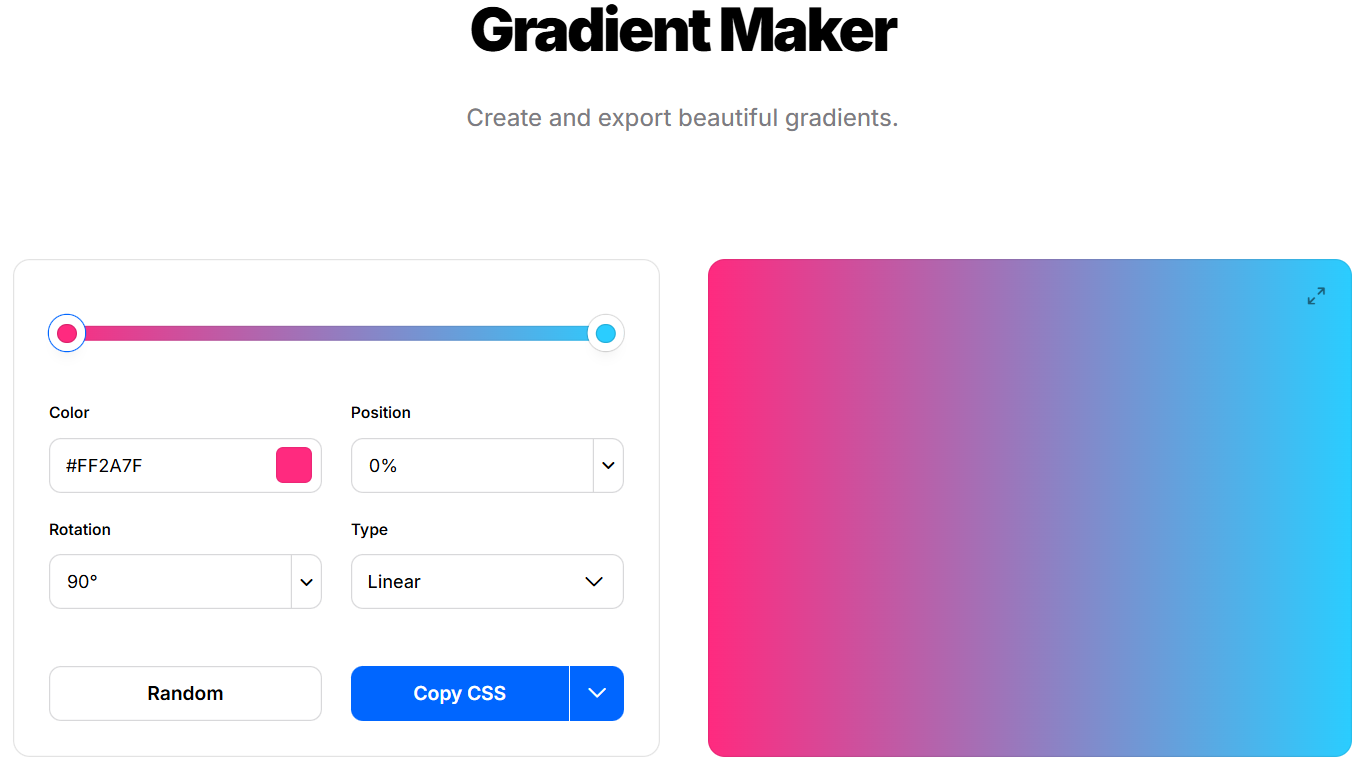 Gradient Maker
Create and export beautiful gradients.
Color
Position
#FF2A7F
0%
Rotation
Type
90°
Linear
Random
Copy CSS